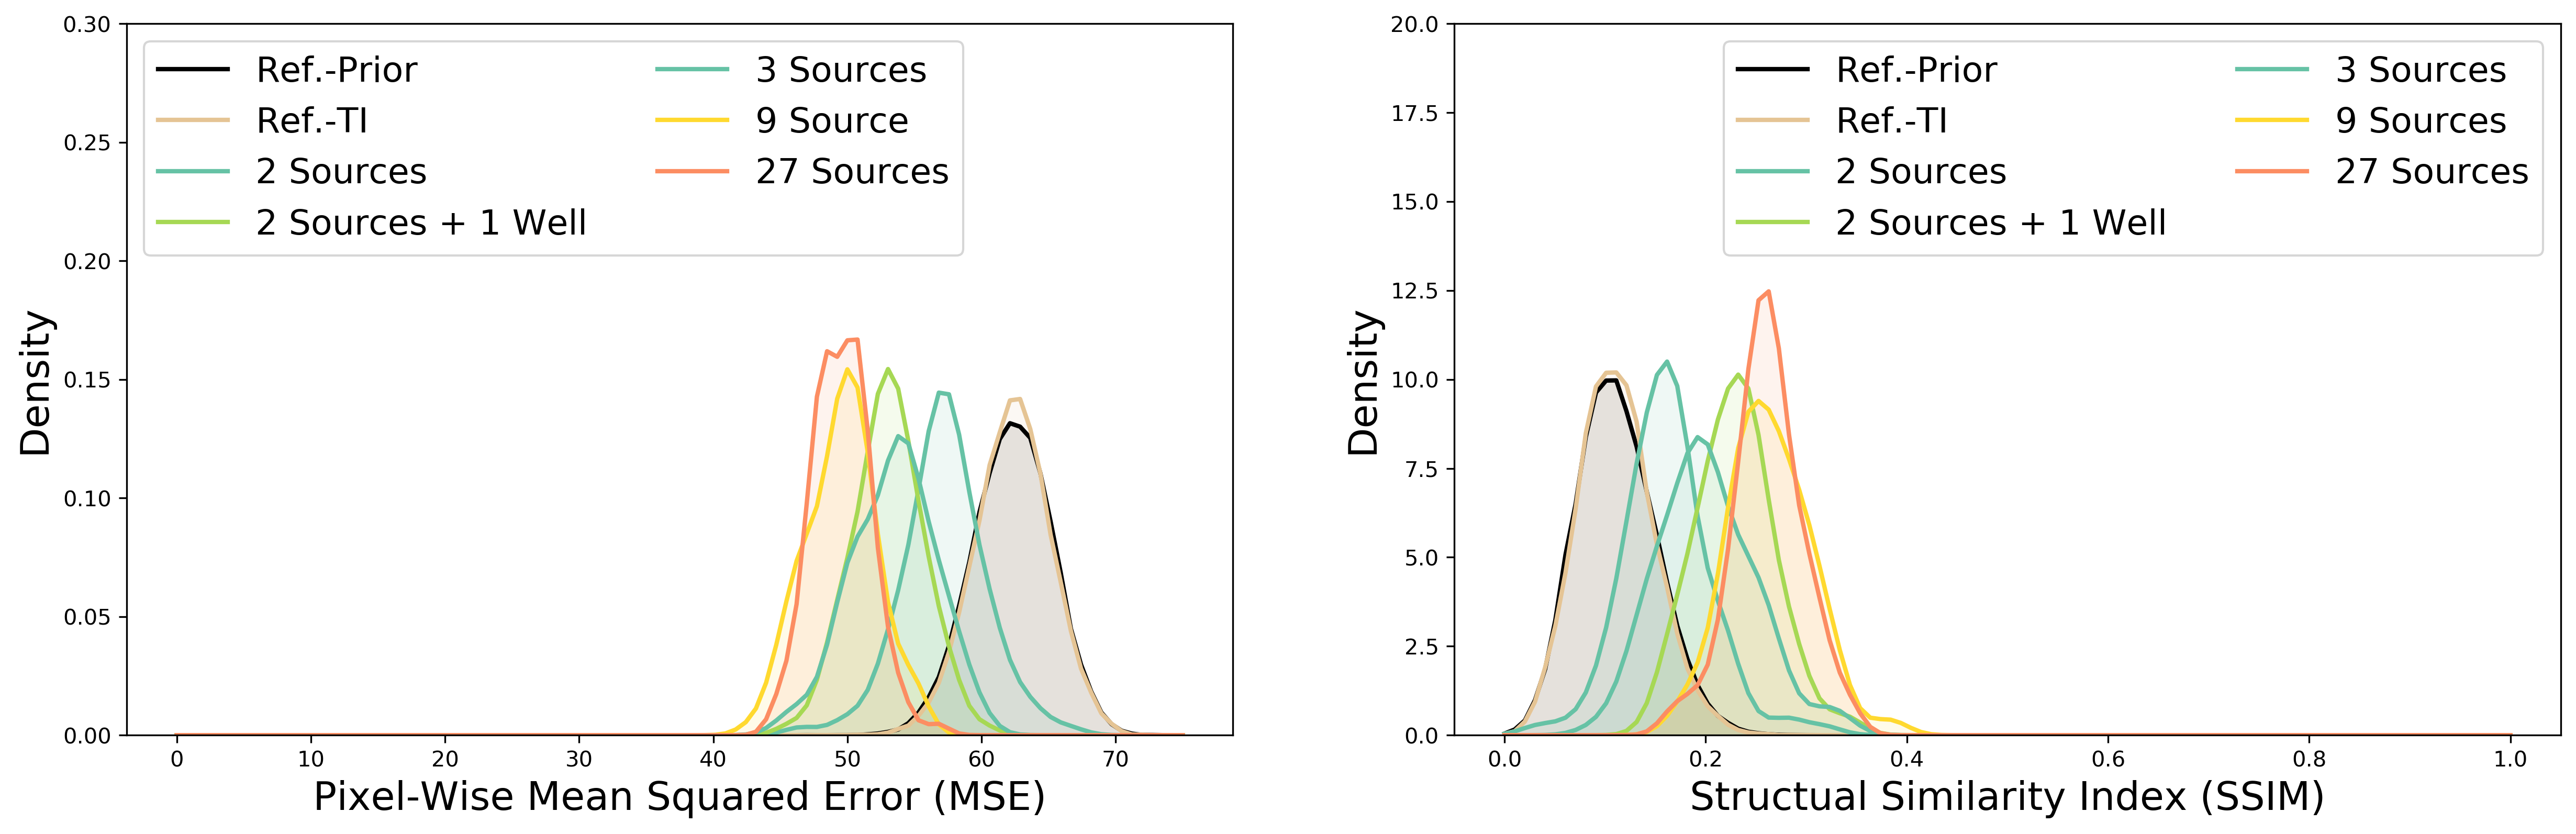 0.30
0.25
0.20
0.15
0.10
0.05
0.00
Density
Ref.-Prior
Ref.-TI
2 Sources
2 Sources + 1 Well
3 Sources
9 Source
27 Sources
0 10 20 30 40 50 60 70
Pixel-Wise Mean Squared Error (MSE)
20.0
17.5
15.0
12.5
10.0
7.5
5.0
2.5
0.0
Density
Ref.-Prior
Ref.-TI
2 Sources
2 Sources + 1 Well
3 Sources
9 Sources
27 Sources
0.0 0.2 0.4 0.6 0.8 1.0
Structual Similarity Index (SSIM)